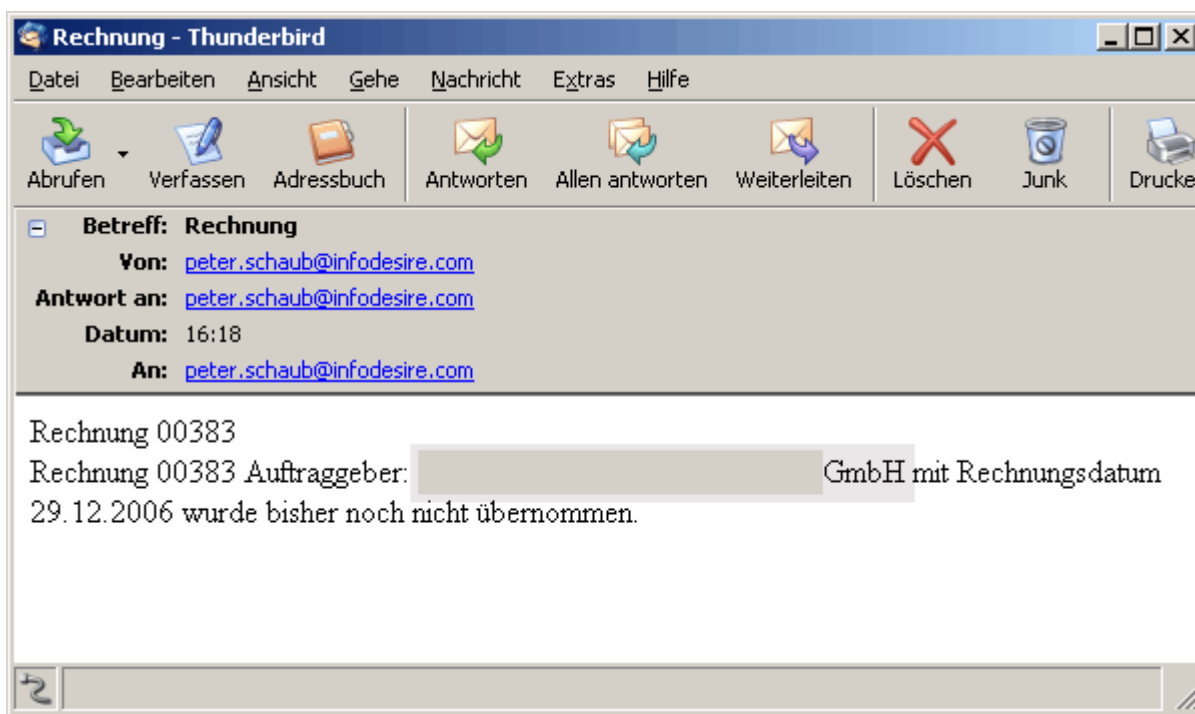 Rechnung - Thunderbird
Datei Bearbeiten Ansicht Gehe Nachricht Extras Hilfe
Abrufen Verfassen Adressbuch Antworten Allen antworten Weiterleiten Löschen Junk Drucke
Betreff: Rechnung
Von: peter.schaub@infodesire.com
Antwort an: peter.schaub@infodesire.com
Datum: 16:18
An: peter.schaub@infodesire.com
Rechnung 00383
Rechnung 00383 Auftraggeber: GmbH mit Rechnungsdatum
29.12.2006 wurde bisher noch nicht übernommen.